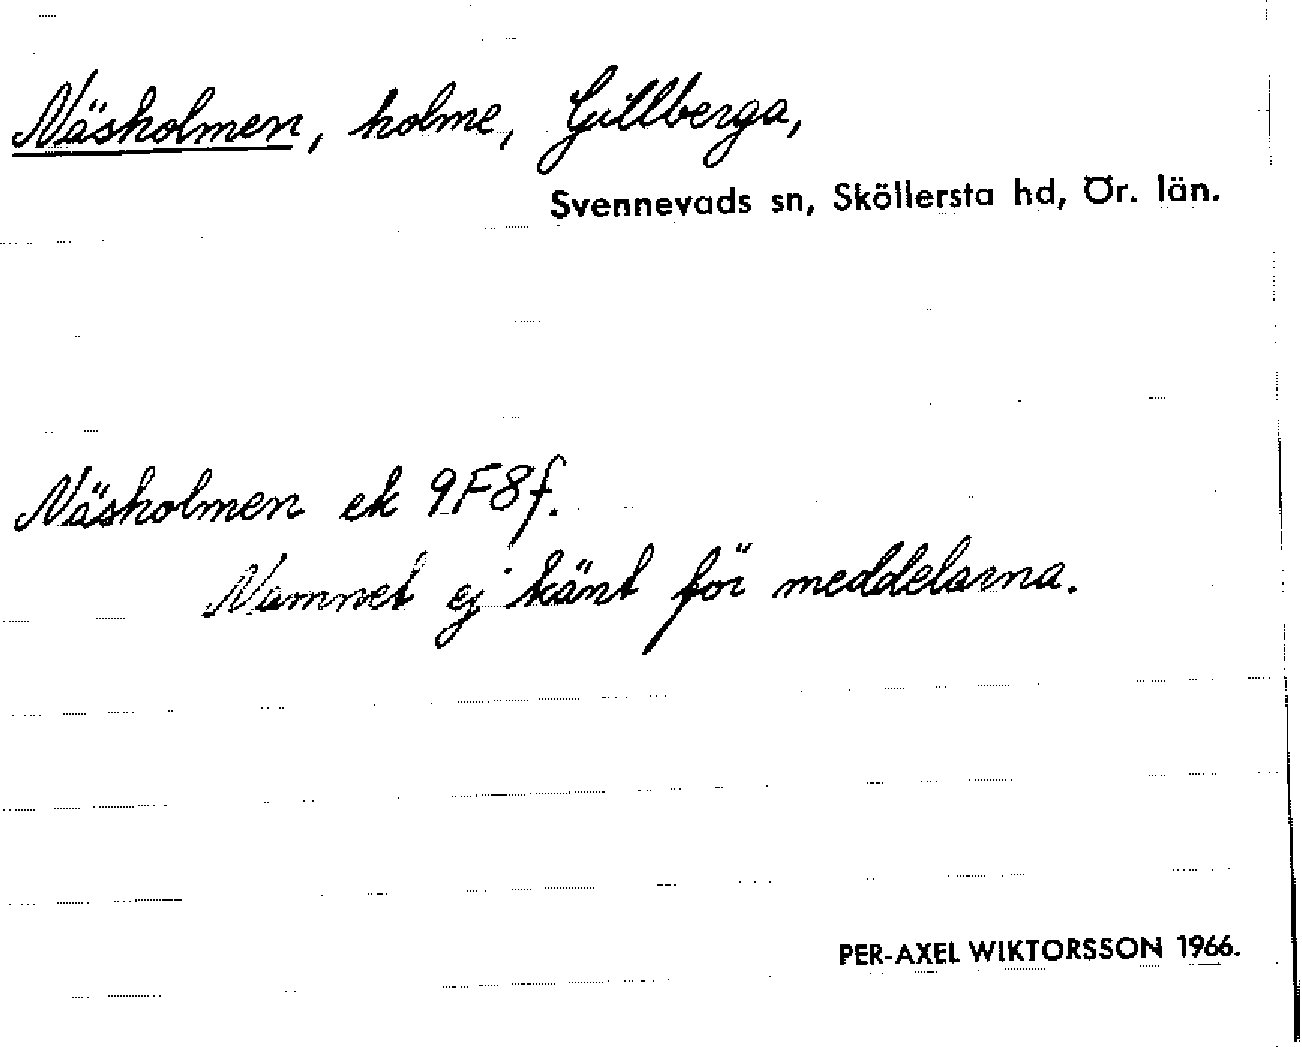 Näsholmen, holme, Gillberga,
Svennevads sn, Sköllersta hd, Ör. län.
Näsholmen ek 9F8f.
Namnet ej känt för meddelarna.
PER-AXEL WIKTORSSON 1966.